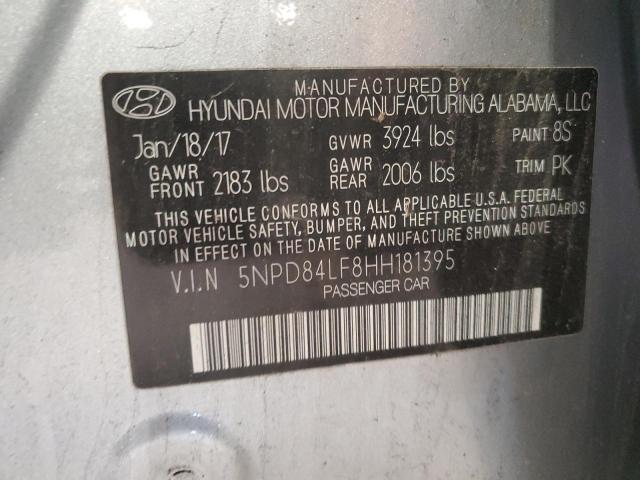 MANUFACTURED BY
HYUNDAI MOTOR MANUFACTURING ALABAMA, LLC
Jan/18/17 GVWR 3924 lbs PAINT 8S
GAWR FRONT 2183 lbs GAWR REAR 2006 lbs TRIM PK
THIS VEHICLE CONFORMS TO ALL APPLICABLE U.S.A. FEDERAL
MOTOR VEHICLE SAFETY, BUMPER, AND THEFT PREVENTION STANDARDS
IN EFFECT ON THE DATE OF MANUFACTURE SHOWN ABOVE.
V.I.N 5NPD84LF8HH181395
PASSENGER CAR